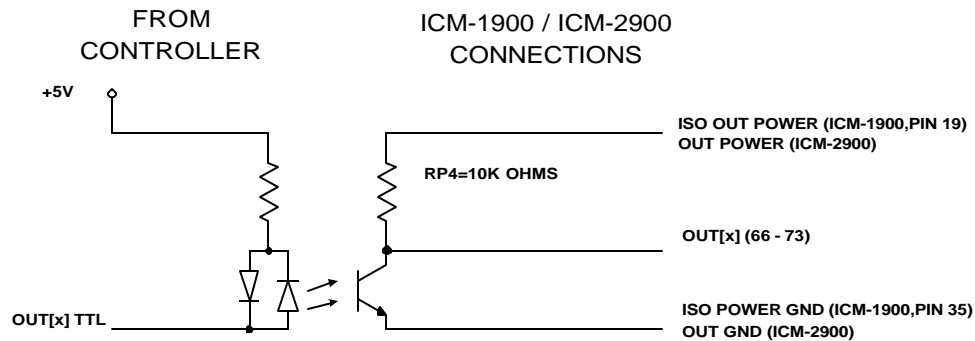 FROM
CONTROLLER
ICM-1900 / ICM-2900
CONNECTIONS
+5V
ISO OUT POWER (ICM-1900,PIN 19)
OUT POWER (ICM-2900)
RP4=10K OHMS
OUT[x] (66 - 73)
OUT[x] TTL
ISO POWER GND (ICM-1900,PIN 35)
OUT GND (ICM-2900)